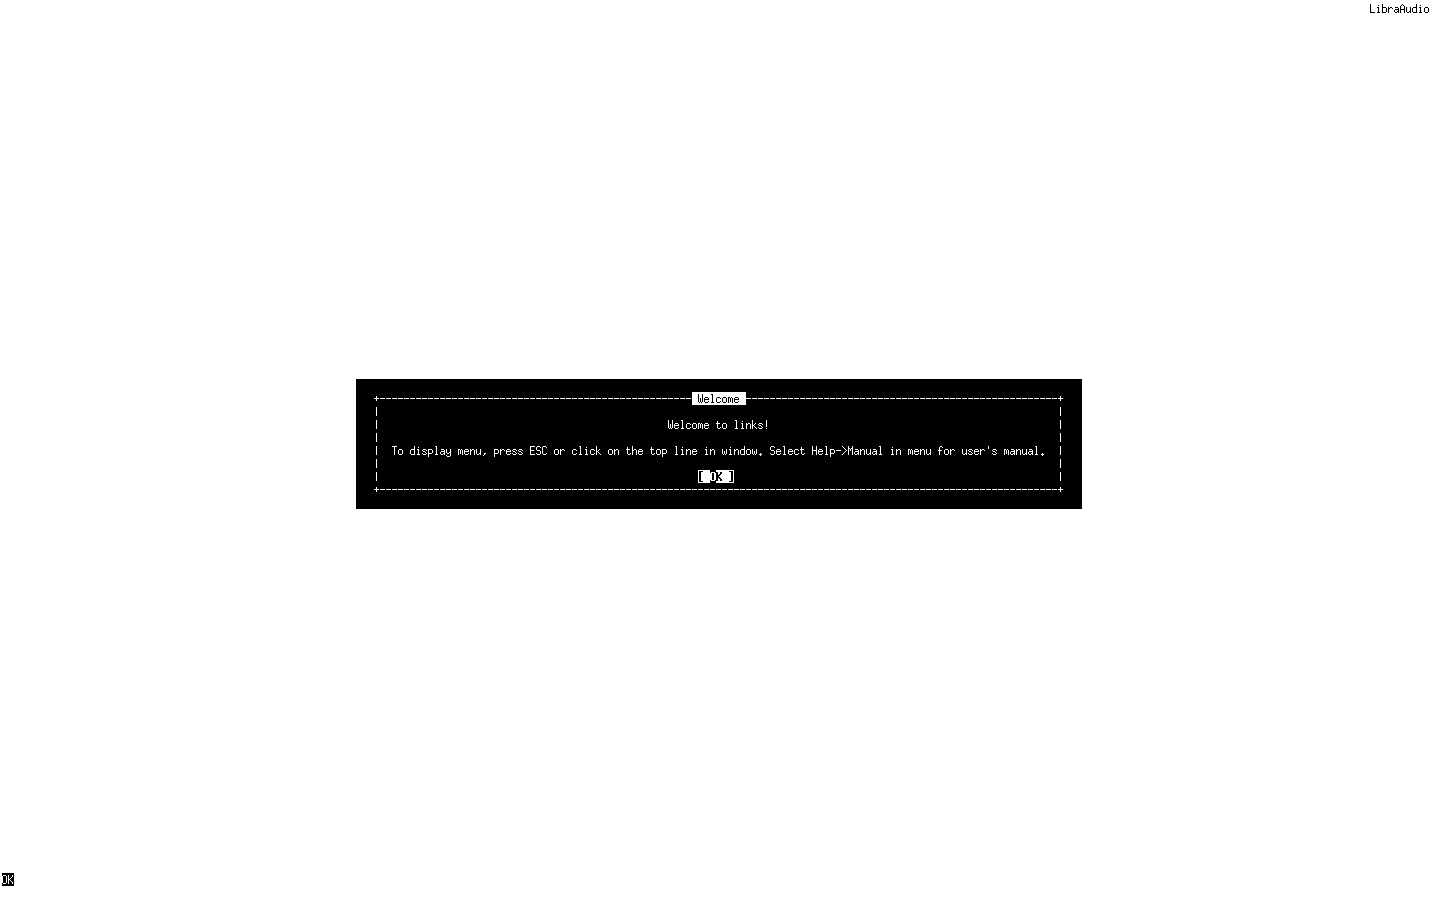 LibraAudio
Welcome
Welcome to links!
To display menu, press ESC or click on the top line in window. Select Help->Manual in menu for user's manual.
[ OK ]
OK